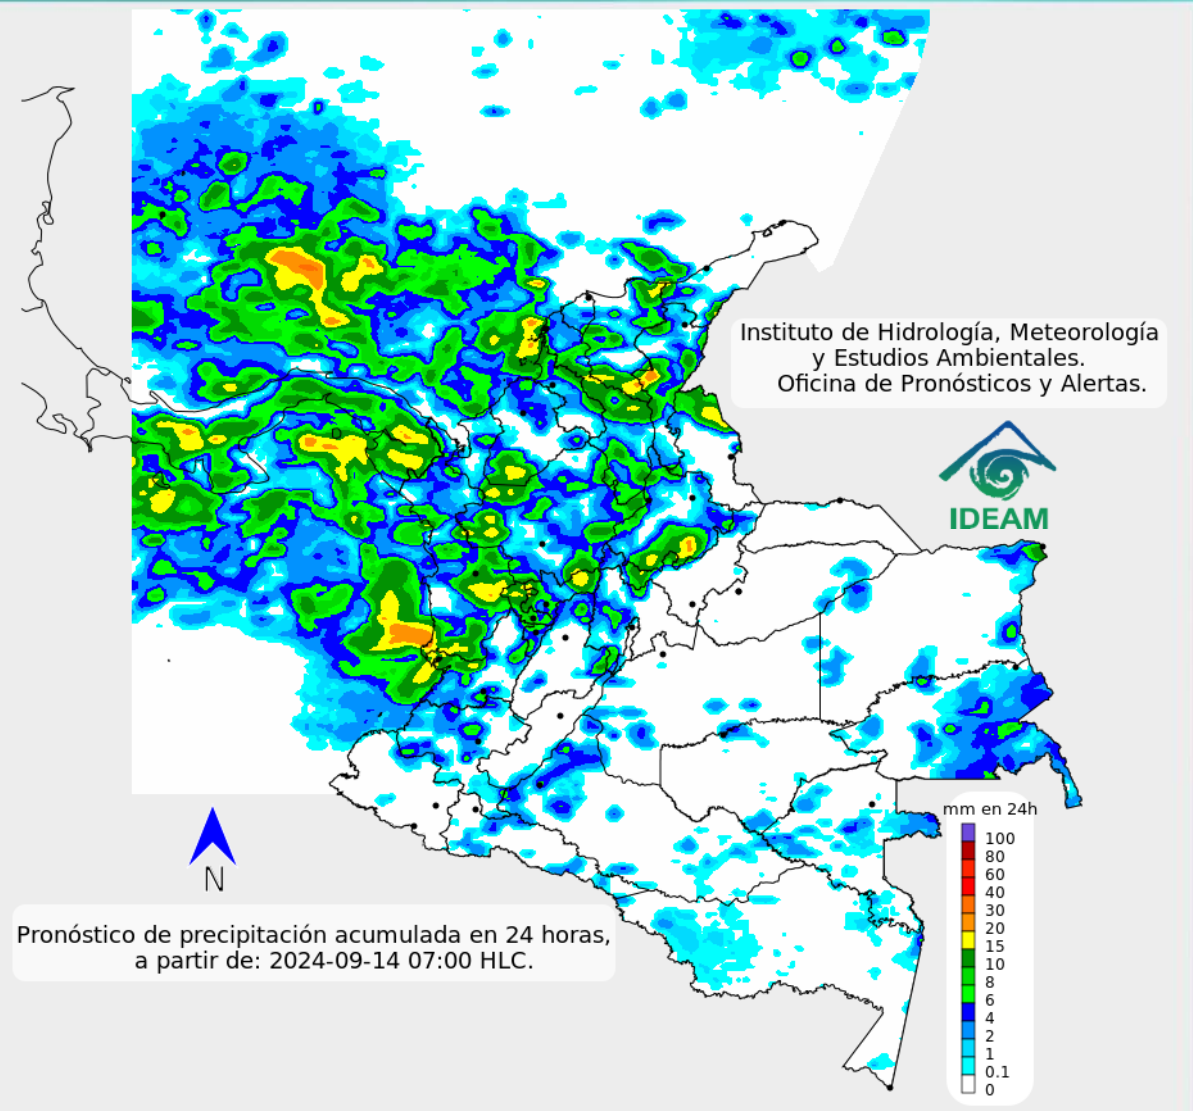 Instituto de Hidrología, Meteorología
y Estudios Ambientales.
Oficina de Pronósticos y Alertas.
IDEAM
mm en 24h
100
80
60
40
30
20
15
10
8
6
4
2
1
0.1
0
N
Pronóstico de precipitación acumulada en 24 horas,
a partir de: 2024-09-14 07:00 HLC.